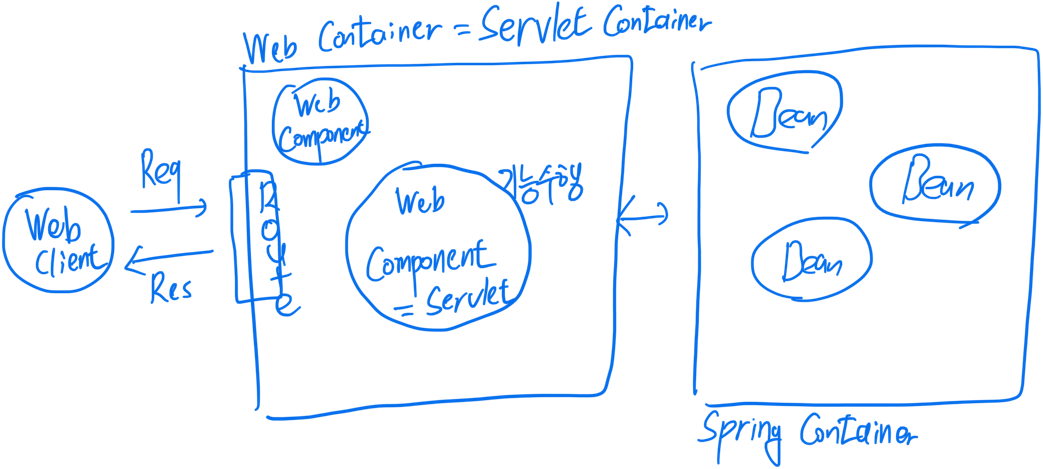 Web Container = Servlet Container
Web
Component
Bean
Req
Route
Web
기능수행
Bean
Web
Client
Component
= Servlet
Bean
Res
Spring Container